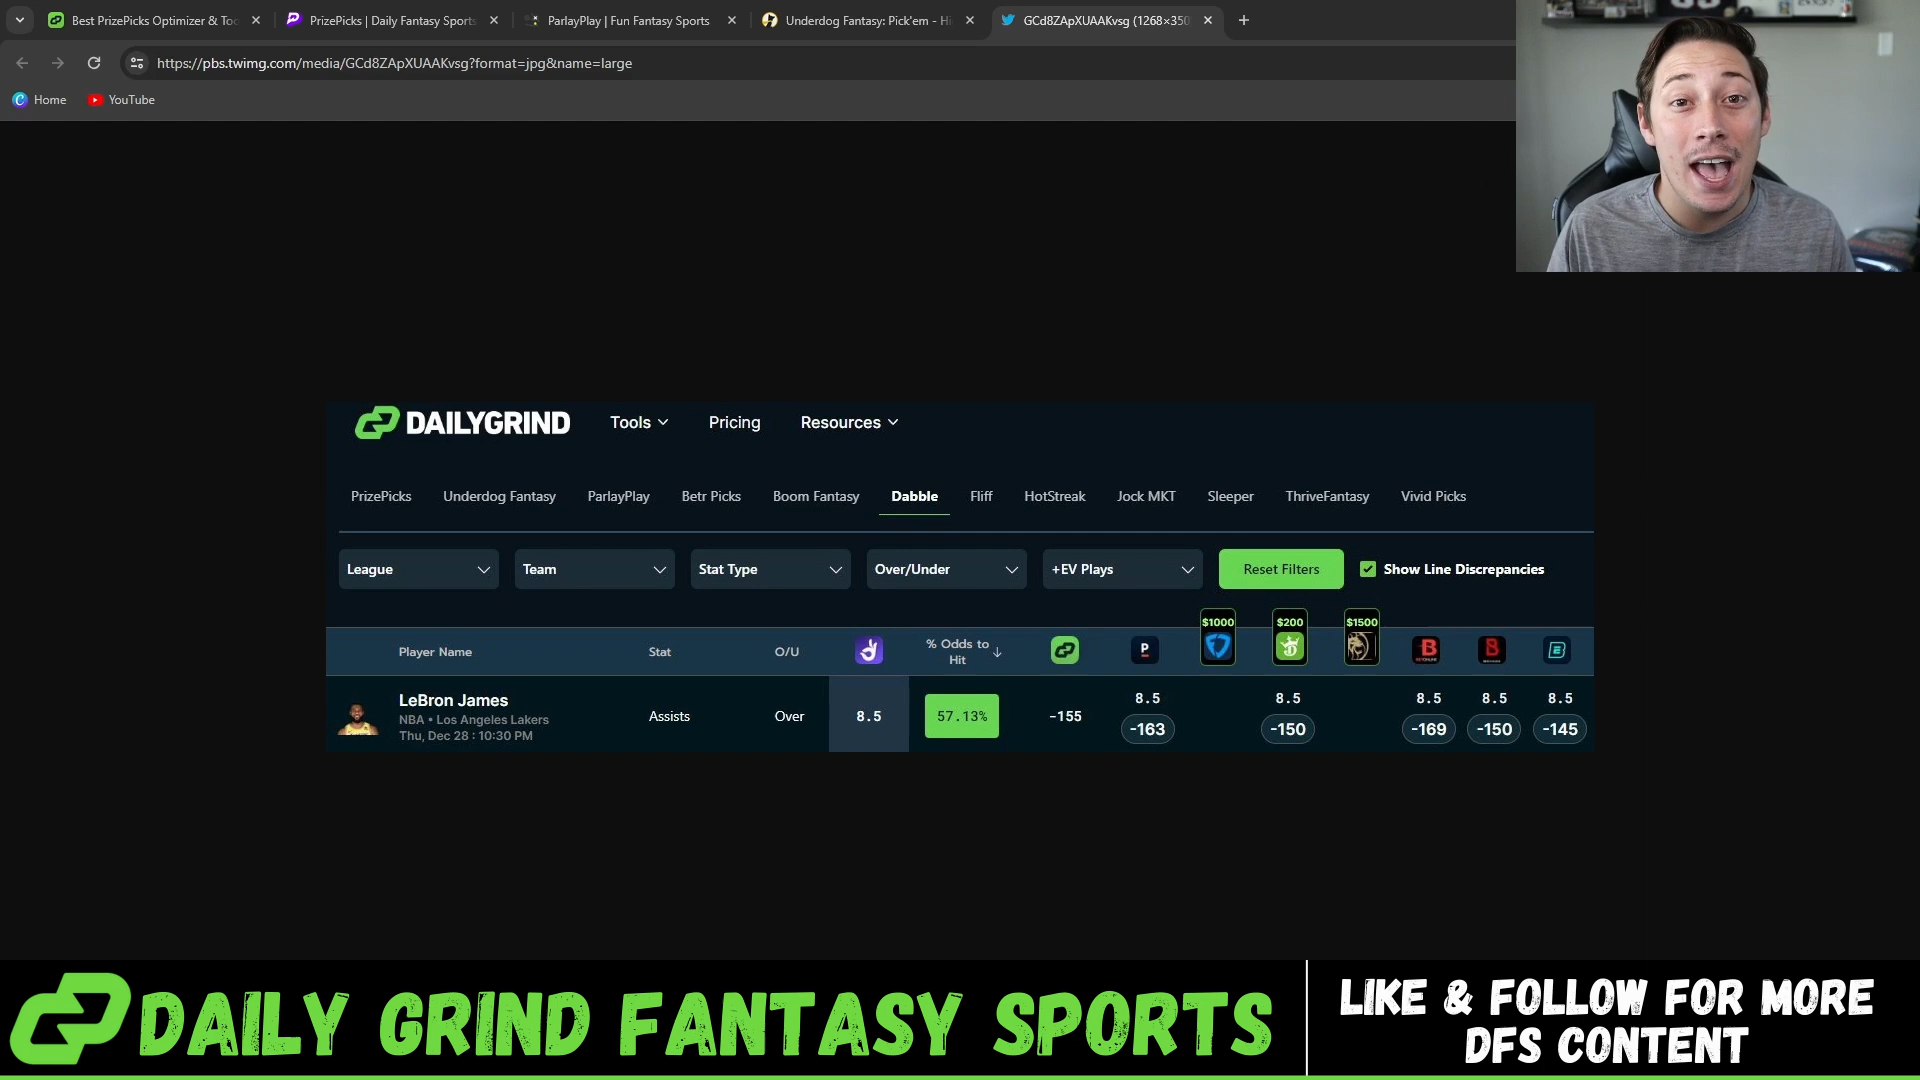 Best PrizePicks Optimizer & Too
PrizePicks | Daily Fantasy Sports
ParlayPlay | Fun Fantasy Sports
Underdog Fantasy: Pick'em - Hi
GCd8ZApXUAAKvsg (1268×350
https://pbs.twimg.com/media/GCd8ZApXUAAKvsg?format=jpg&name=large
Home
YouTube
DAILYGRIND
Tools
Pricing
Resources
PrizePicks
Underdog Fantasy
ParlayPlay
Betr Picks
Boom Fantasy
Dabble
Fliff
HotStreak
Jock MKT
Sleeper
ThriveFantasy
Vivid Picks
League
Team
Stat Type
Over/Under
+EV Plays
Reset Filters
Show Line Discrepancies
$1000
$200
$1500
Player Name
Stat
O/U
% Odds to
Hit
P
B
B
E
LeBron James
NBA • Los Angeles Lakers
Thu, Dec 28 : 10:30 PM
Assists
Over
8.5
57.13%
-155
8.5
-163
8.5
-150
8.5
-169
8.5
-150
8.5
-145
DAILY GRIND FANTASY SPORTS
LIKE & FOLLOW FOR MORE
DFS CONTENT